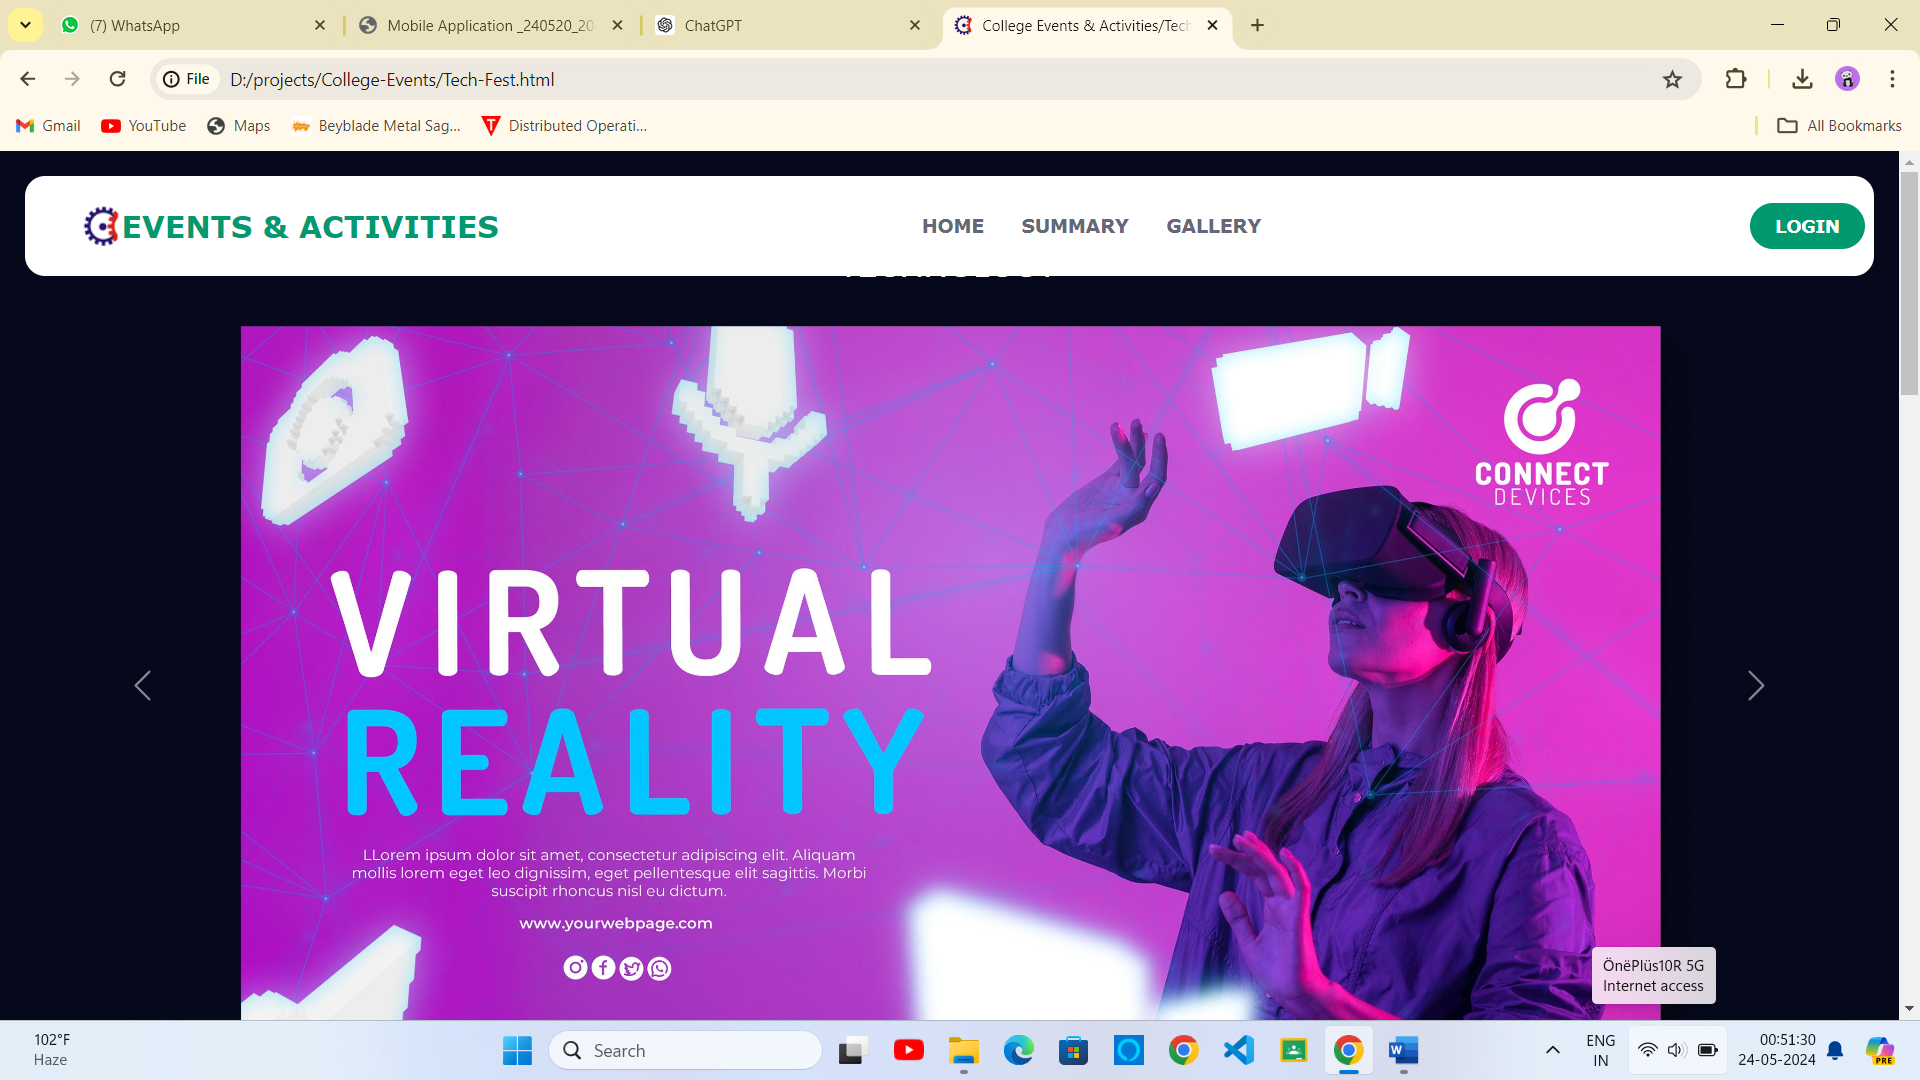 (7) WhatsApp
Mobile Application _240520_20
ChatGPT
College Events & Activities/Tech
File
D:/projects/College-Events/Tech-Fest.html
Gmail
YouTube
Maps
Beyblade Metal Sag...
Distributed Operati...
All Bookmarks
EVENTS & ACTIVITIES
HOME
SUMMARY
GALLERY
LOGIN
CONNECT
DEVICES
VIRTUAL
REALITY
LLorem ipsum dolor sit amet, consectetur adipiscing elit. Aliquam
mollis lorem eget leo dignissim, eget pellentesque elit sagittis. Morbi
suscipit rhoncus nisl eu dictum.
www.yourwebpage.com
ÖnëPlüs10R 5G
Internet access
102°F
Haze
Search
ENG
IN
00:51:30
24-05-2024
PRE